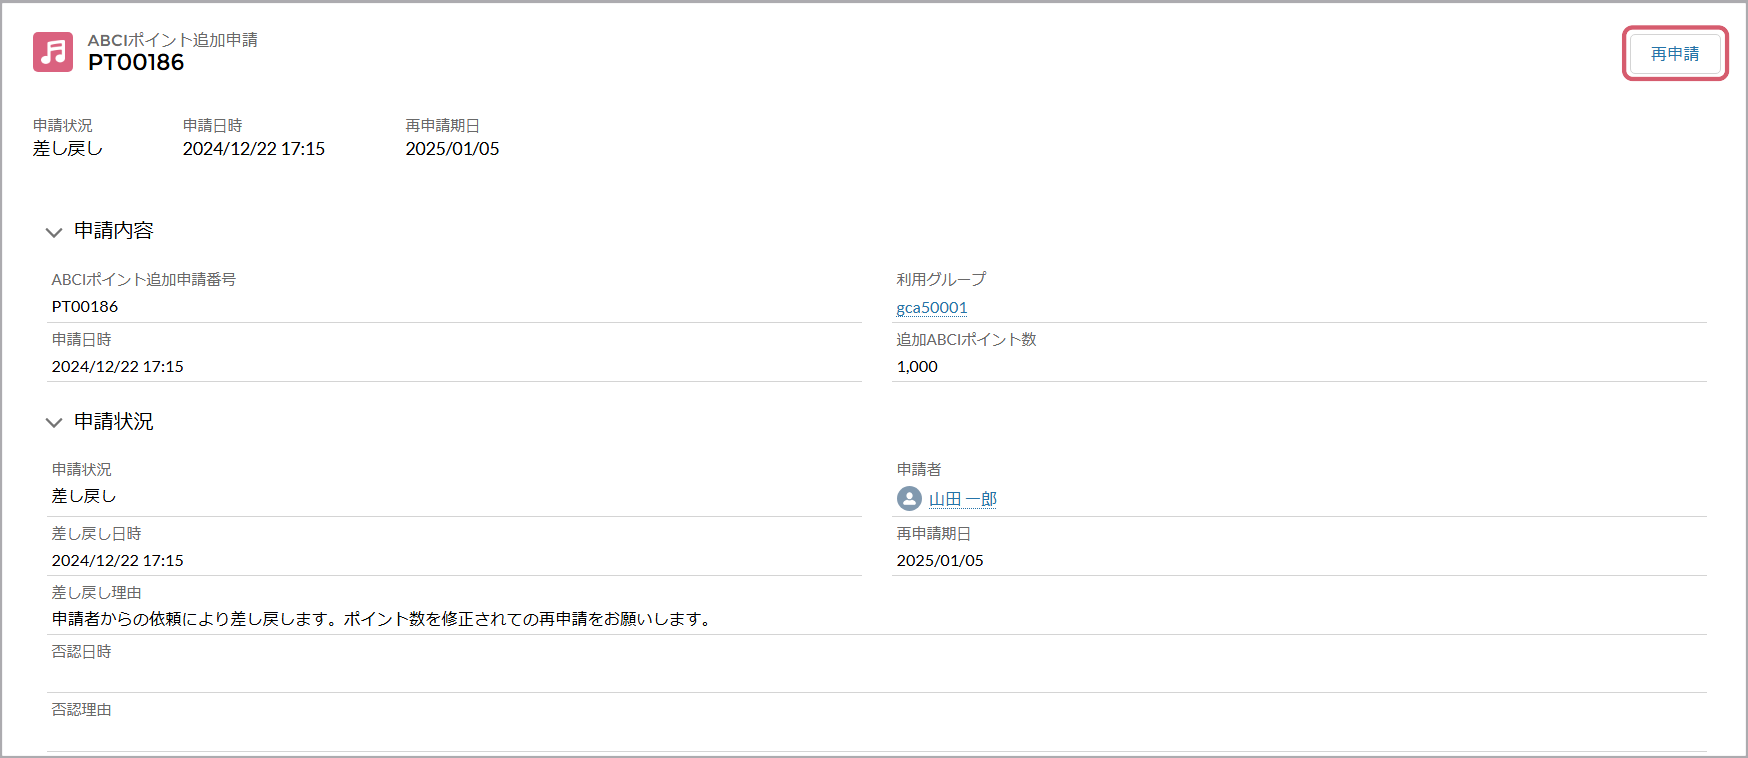 ABCIポイント追加申請
PT00186
再申請
申請状況 申請日時 再申請期日
差し戻し 2024/12/22 17:15 2025/01/05
申請内容
ABCIポイント追加申請番号 利用グループ
PT00186 gca50001
申請日時 追加ABCIポイント数
2024/12/22 17:15 1,000
申請状況
申請状況 申請者
差し戻し 山田 一郎
差し戻し日時 再申請期日
2024/12/22 17:15 2025/01/05
差し戻し理由
申請者からの依頼により差し戻します。ポイント数を修正されての再申請をお願いします。
否認日時
否認理由